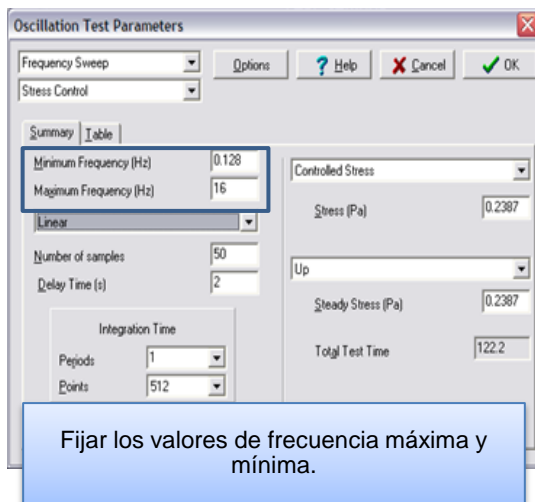 Oscillation Test Parameters
Frequency Sweep
Options
Help
Cancel
OK
Stress Control
Summary Table
Minimum Frequency (Hz) 0.128
Maximum Frequency (Hz) 16
Linear
Number of samples 50
Delay Time (s) 2
Integration Time
Periods 1
Points 512
Controlled Stress
Stress (Pa) 0.2387
Up
Steady Stress (Pa) 0.2387
Total Test Time 122.2
Fijar los valores de frecuencia máxima y
mínima.